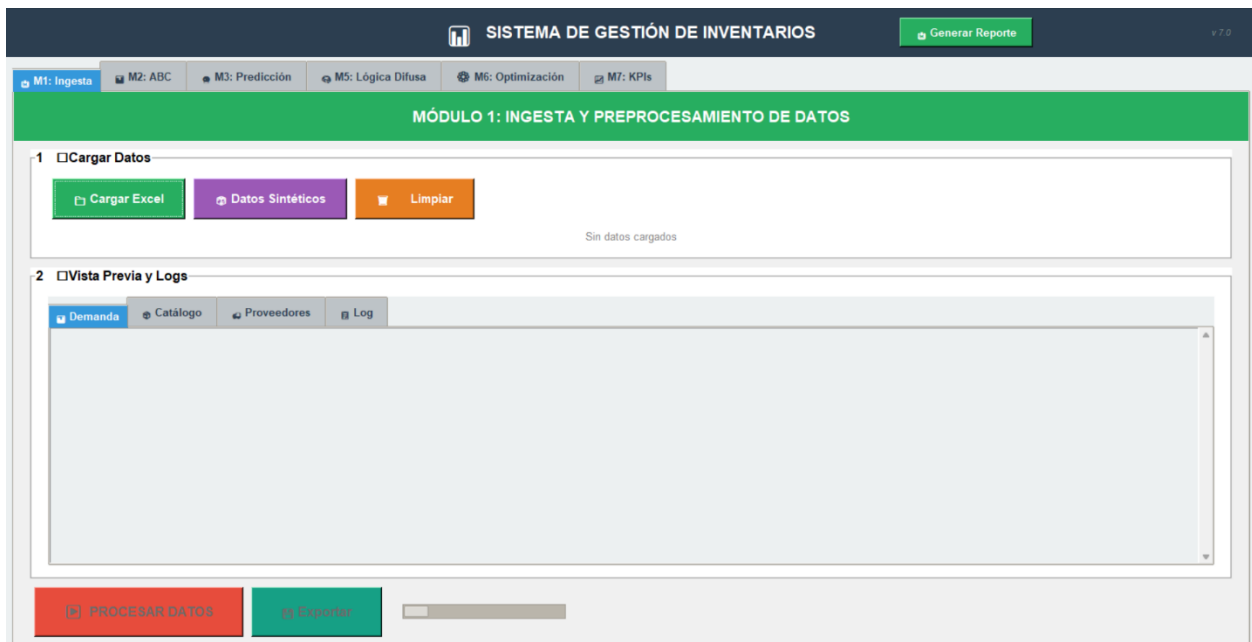 SISTEMA DE GESTIÓN DE INVENTARIOS
Generar Reporte
v 7.0
M1: Ingesta
M2: ABC
M3: Predicción
M5: Lógica Difusa
M6: Optimización
M7: KPIs
MÓDULO 1: INGESTA Y PREPROCESAMIENTO DE DATOS
1 Cargar Datos
Cargar Excel
Datos Sintéticos
Limpiar
Sin datos cargados
2 Vista Previa y Logs
Demanda
Catálogo
Proveedores
Log
PROCESAR DATOS
Exportar